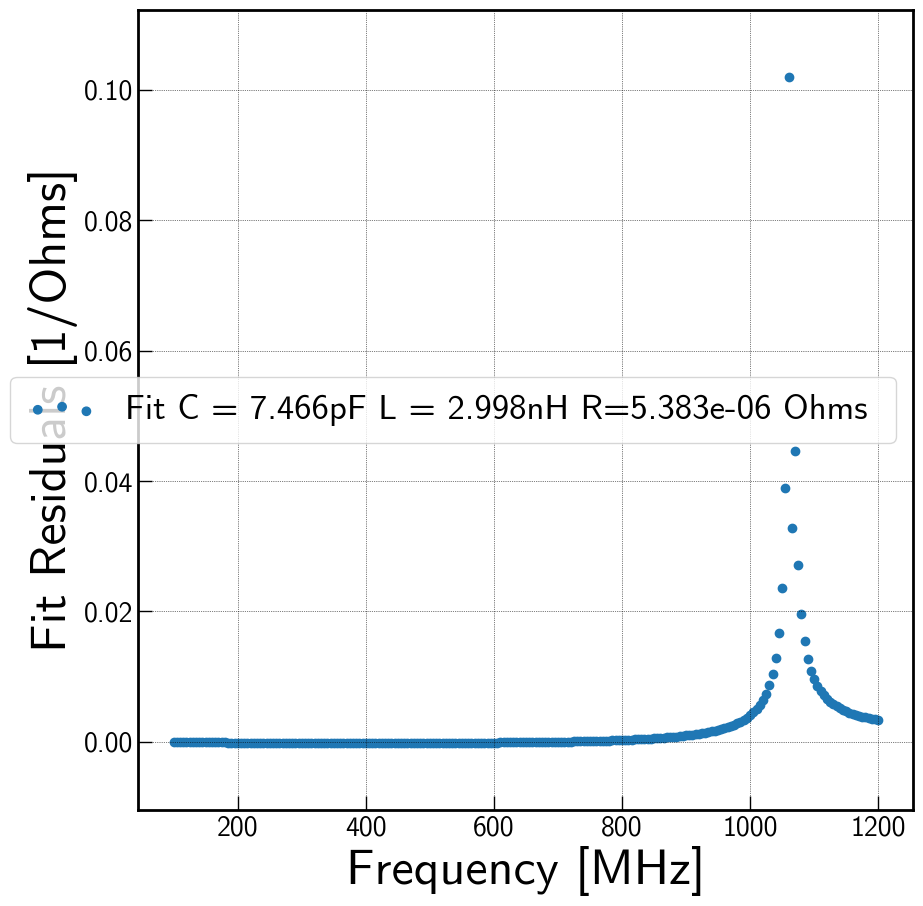 0.10
0.08
0.06
0.04
0.02
0.00
Fit Residuals [1/Ohms]
Fit C = 7.466pF L = 2.998nH R=5.383e-06 Ohms
200 400 600 800 1000 1200
Frequency [MHz]